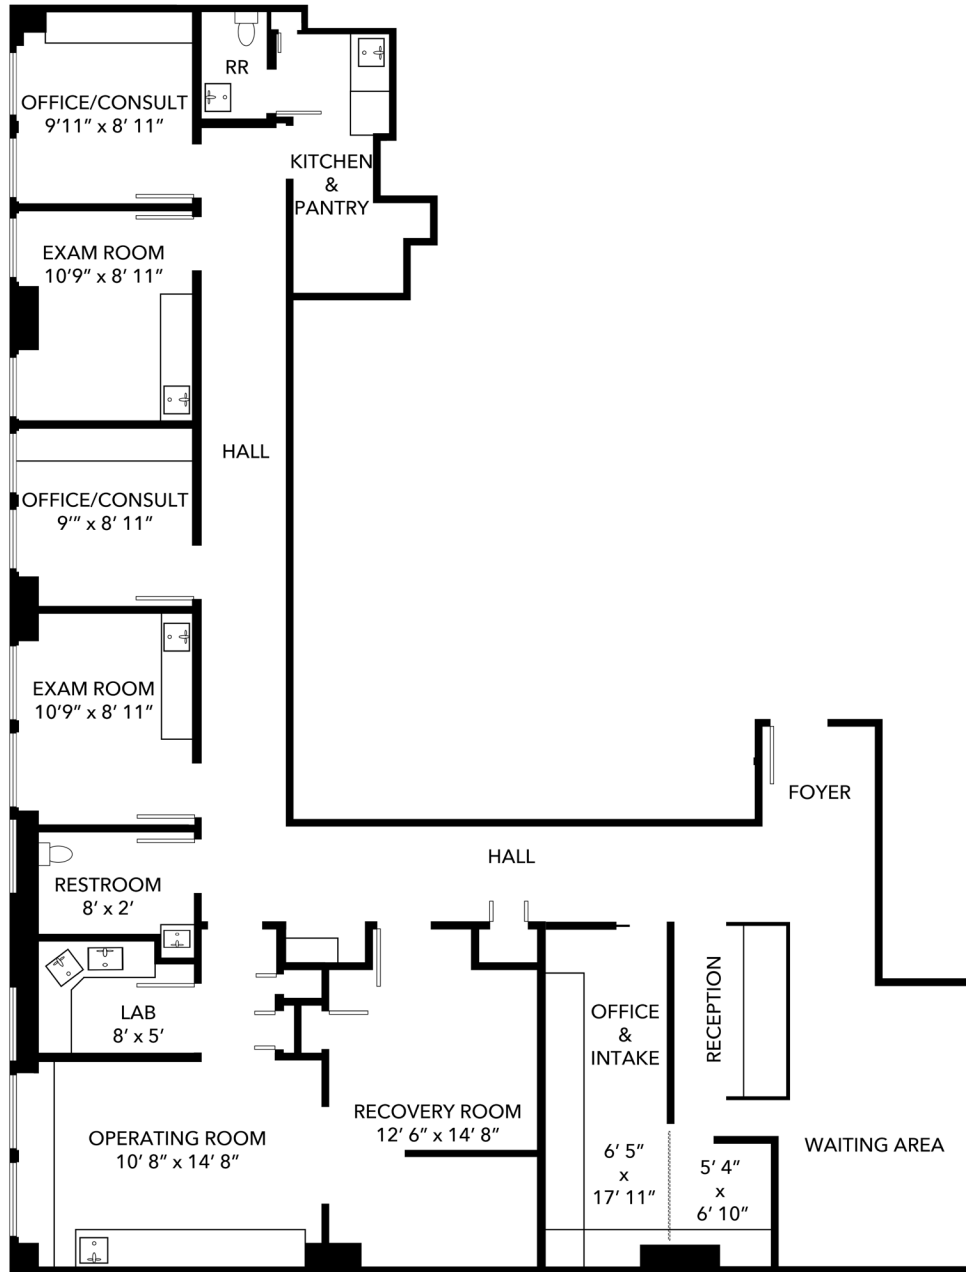 RR
OFFICE/CONSULT
9'11" x 8' 11"
KITCHEN
&
PANTRY
EXAM ROOM
10'9" x 8' 11"
HALL
OFFICE/CONSULT
9'" x 8' 11"
EXAM ROOM
10'9" x 8' 11"
FOYER
HALL
RESTROOM
8' x 2'
LAB
8' x 5'
OFFICE
&
INTAKE
RECEPTION
RECOVERY ROOM
12' 6" x 14' 8"
OPERATING ROOM
10' 8" x 14' 8"
6' 5"
x
17' 11"
5' 4"
x
6' 10"
WAITING AREA